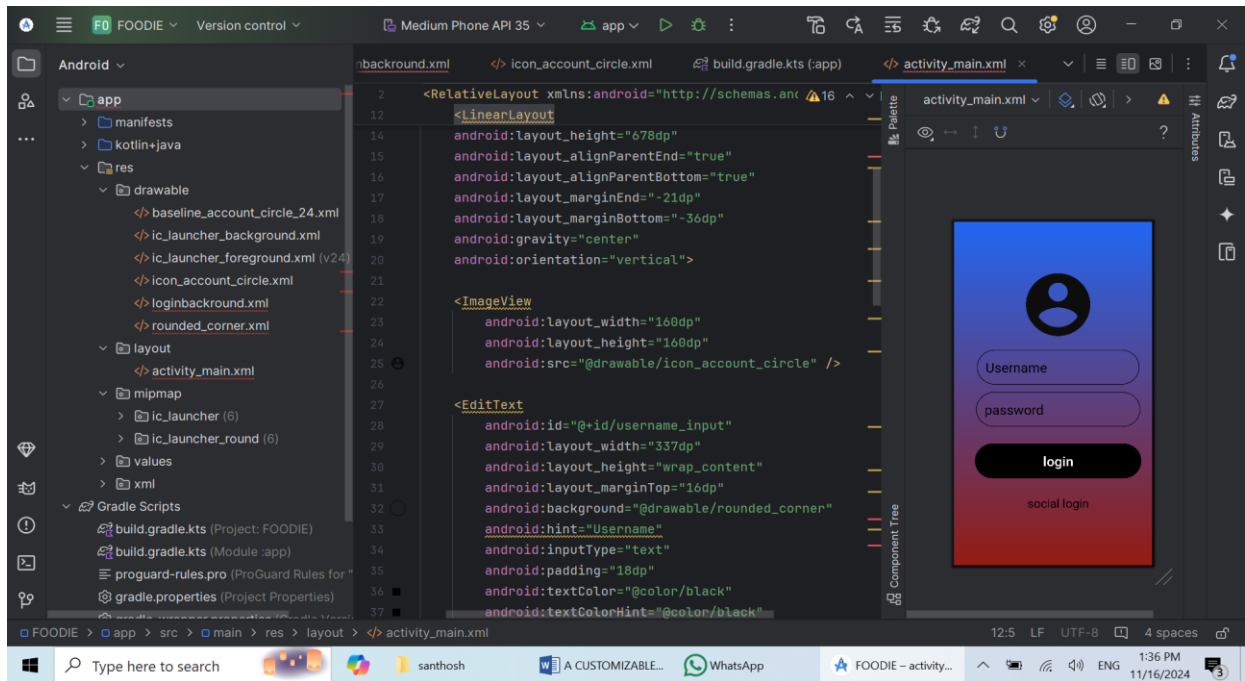 F0 FOODIE Version control Medium Phone API 35 app
Android
nbackround.xml icon_account_circle.xml build.gradle.kts (:app) activity_main.xml
app
manifests
kotlin+java
res
drawable
baseline_account_circle_24.xml
ic_launcher_background.xml
ic_launcher_foreground.xml (v24)
icon_account_circle.xml
loginbackround.xml
rounded_corner.xml
layout
activity_main.xml
mipmap
ic_launcher (6)
ic_launcher_round (6)
values
xml
Gradle Scripts
build.gradle.kts (Project: FOODIE)
build.gradle.kts (Module :app)
proguard-rules.pro (ProGuard Rules for "
gradle.properties (Project Properties)
2 <RelativeLayout xmlns:android="http://schemas.anc 16
12 <LinearLayout
14 android:layout_height="678dp"
15 android:layout_alignParentEnd="true"
16 android:layout_alignParentBottom="true"
17 android:layout_marginEnd="-21dp"
18 android:layout_marginBottom="-36dp"
19 android:gravity="center"
20 android:orientation="vertical">
21
22 <ImageView
23 android:layout_width="160dp"
24 android:layout_height="160dp"
25 android:src="@drawable/icon_account_circle" />
26
27 <EditText
28 android:id="@+id/username_input"
29 android:layout_width="337dp"
30 android:layout_height="wrap_content"
31 android:layout_marginTop="16dp"
32 android:background="@drawable/rounded_corner"
33 android:hint="Username"
34 android:inputType="text"
35 android:padding="18dp"
36 android:textColor="@color/black"
37 android:textColorHint="@color/black"
Palette
Component Tree
activity_main.xml
?
Username
password
login
social login
Attributes
FOODIE > app > src > main > res > layout > activity_main.xml 12:5 LF UTF-8 4 spaces
Type here to search santhosh A CUSTOMIZABLE... WhatsApp FOODIE – activity... ENG 1:36 PM
11/16/2024 3